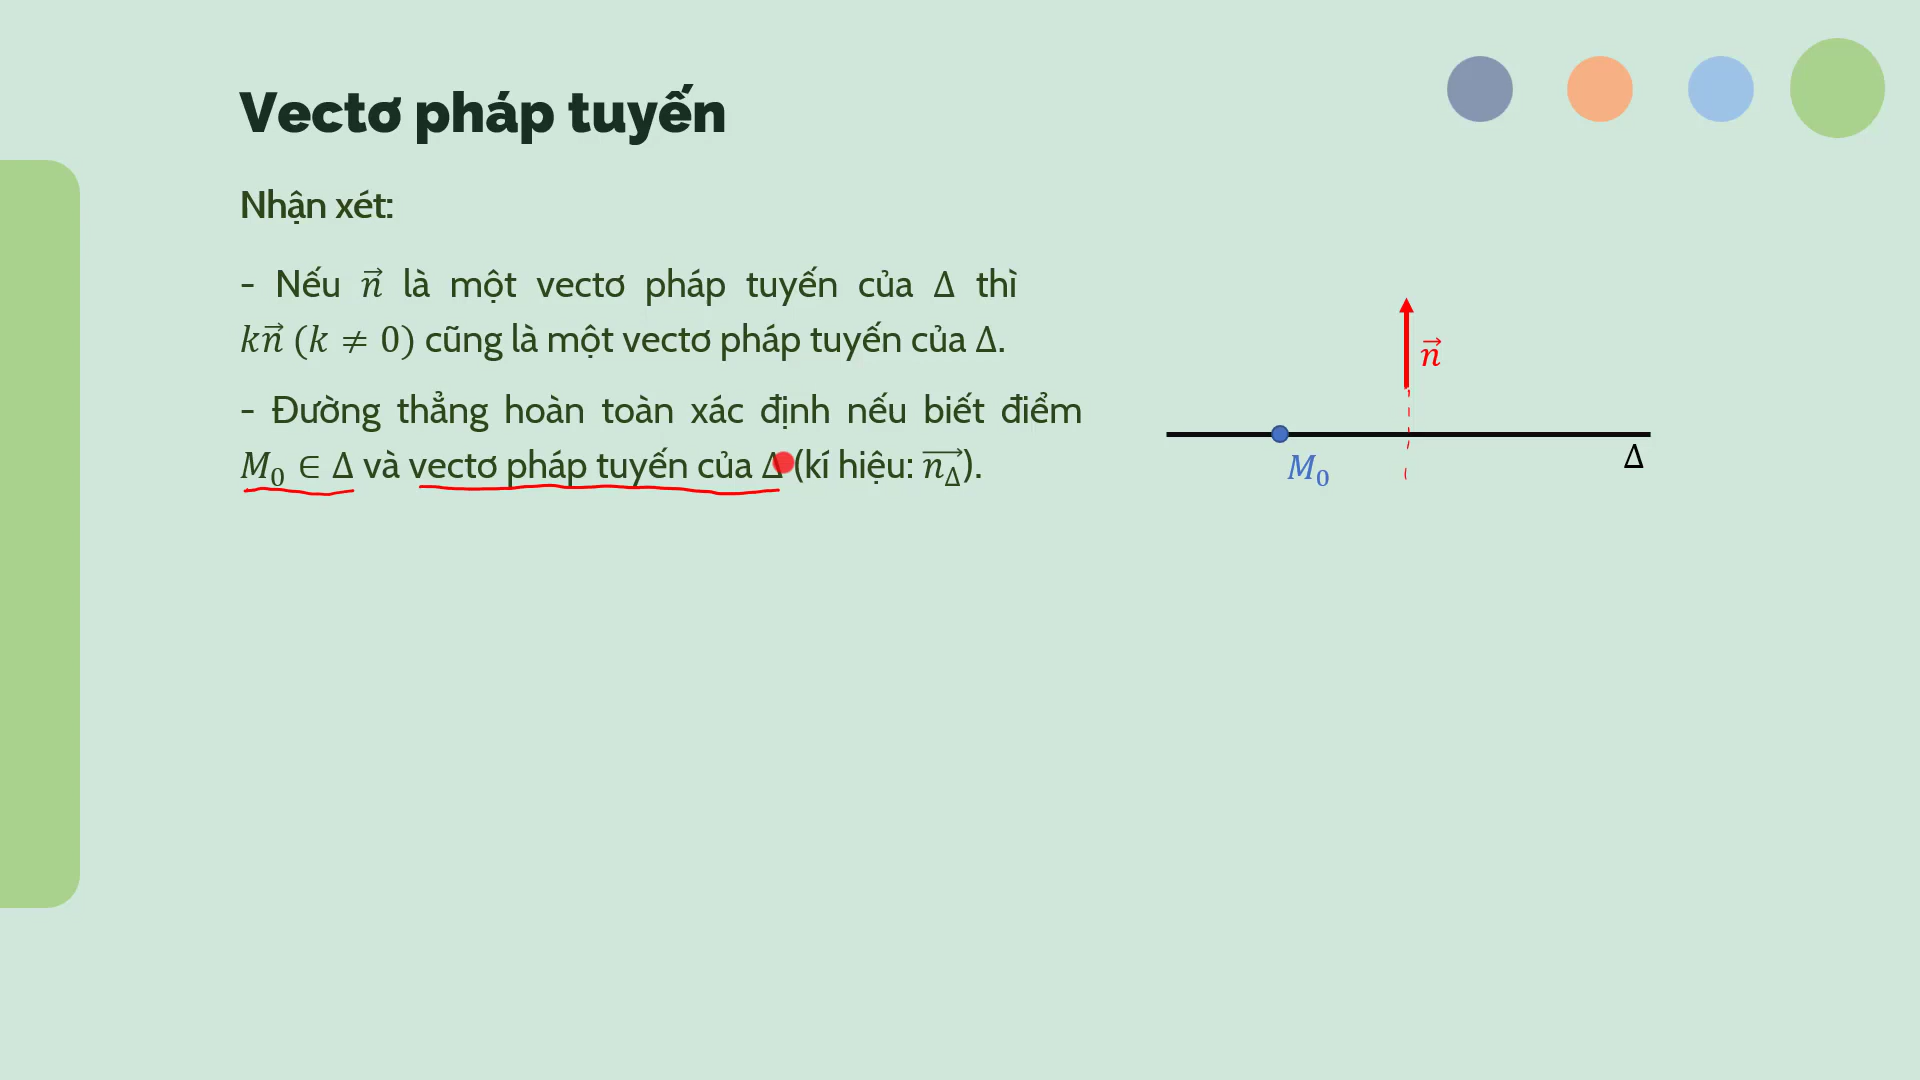 Vectơ pháp tuyến
Nhận xét:
- Nếu $\vec{n}$ là một vectơ pháp tuyến của Δ thì
$k\vec{n}$ $(k \neq 0)$ cũng là một vectơ pháp tuyến của Δ.
- Đường thẳng hoàn toàn xác định nếu biết điểm
$M_0 \in \Delta$ và vectơ pháp tuyến của Δ (kí hiệu: $\overrightarrow{n_\Delta}$).
$\vec{n}$
$M_0$
Δ